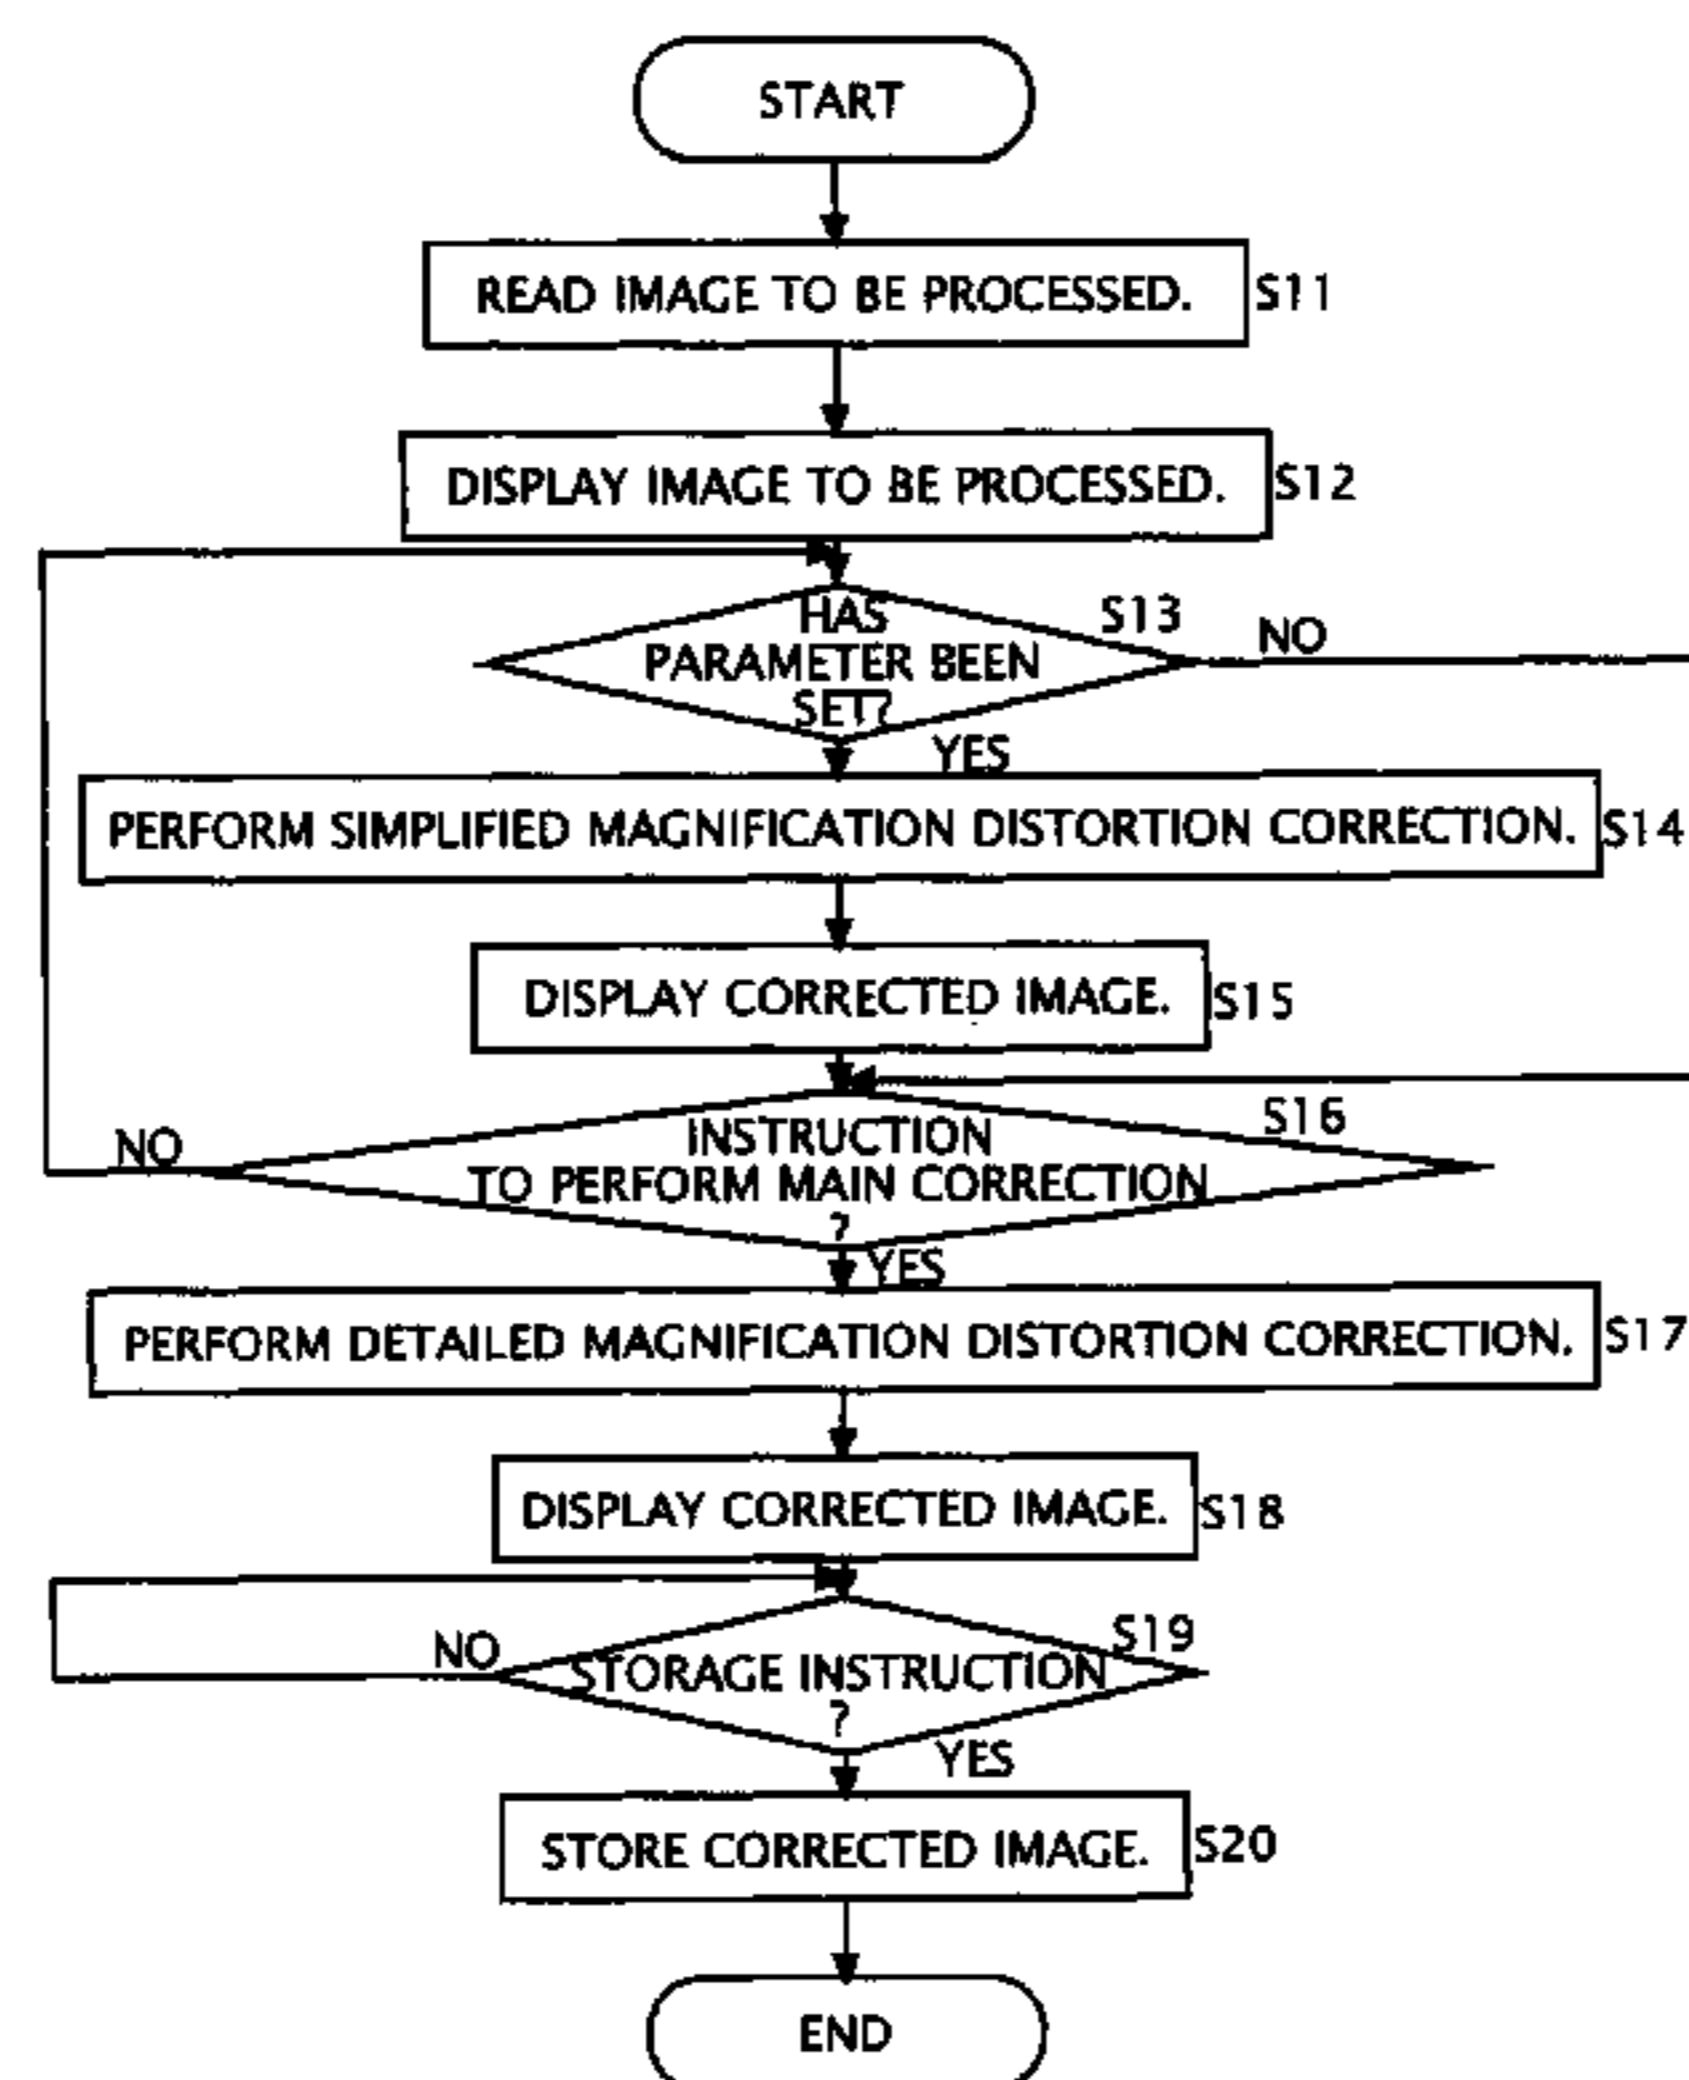 START
READ IMAGE TO BE PROCESSED. S11
DISPLAY IMAGE TO BE PROCESSED. S12
HAS S13
PARAMETER BEEN NO
SET?
YES
PERFORM SIMPLIFIED MAGNIFICATION DISTORTION CORRECTION. S14
DISPLAY CORRECTED IMAGE. S15
INSTRUCTION S16
NO TO PERFORM MAIN CORRECTION
?
YES
PERFORM DETAILED MAGNIFICATION DISTORTION CORRECTION. S17
DISPLAY CORRECTED IMAGE. S18
S19
NO STORAGE INSTRUCTION
?
YES
STORE CORRECTED IMAGE. S20
END